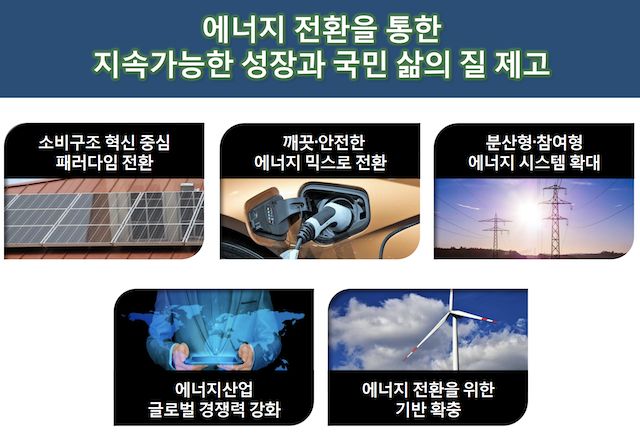 에너지 전환을 통한
지속가능한 성장과 국민 삶의 질 제고
소비구조 혁신 중심
패러다임 전환
깨끗·안전한
에너지 믹스로 전환
분산형·참여형
에너지 시스템 확대
에너지산업
글로벌 경쟁력 강화
에너지 전환을 위한
기반 확충